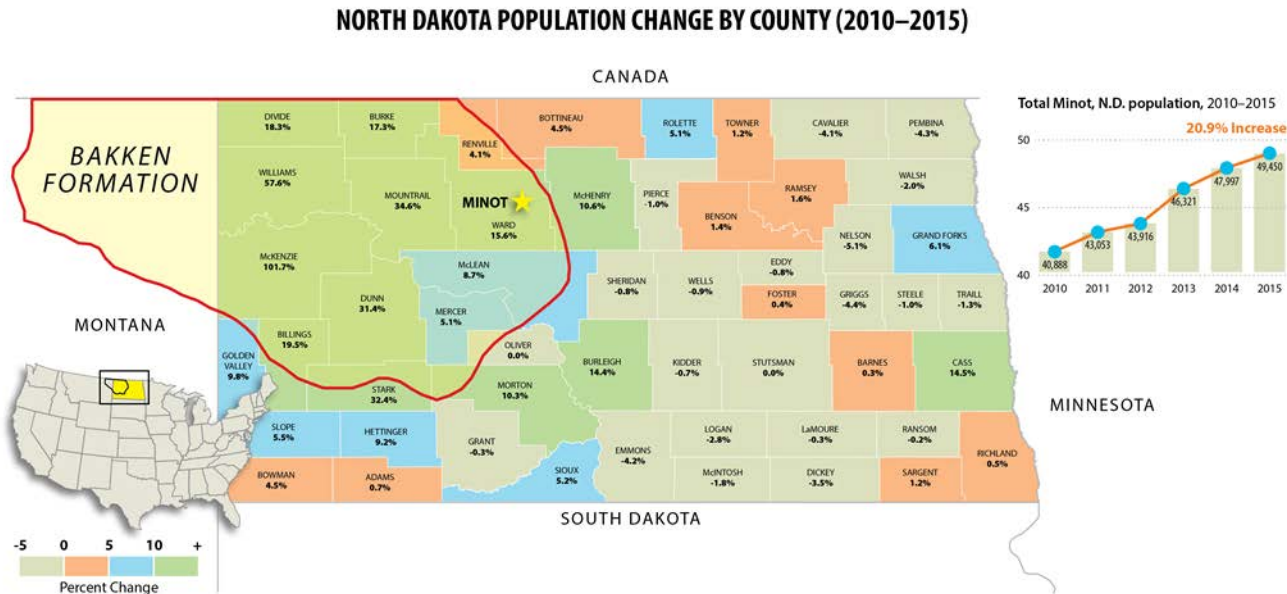 NORTH DAKOTA POPULATION CHANGE BY COUNTY (2010–2015)
CANADA
BAKKEN
FORMATION
MONTANA
SOUTH DAKOTA
MINNESOTA
MINOT
DIVIDE
18.3%
BURKE
17.3%
RENVILLE
4.1%
BOTTINEAU
4.5%
ROLETTE
5.1%
TOWNER
1.2%
CAVALIER
-4.1%
PEMBINA
-4.3%
WILLIAMS
57.6%
MOUNTRAIL
34.6%
WARD
15.6%
McHENRY
10.6%
PIERCE
-1.0%
BENSON
1.4%
RAMSEY
1.6%
WALSH
-2.0%
NELSON
-5.1%
GRAND FORKS
6.1%
McKENZIE
101.7%
DUNN
31.4%
McLEAN
8.7%
MERCER
5.1%
SHERIDAN
-0.8%
WELLS
-0.9%
EDDY
-0.8%
FOSTER
0.4%
GRIGGS
-4.4%
STEELE
-1.0%
TRAILL
-1.3%
GOLDEN
VALLEY
9.8%
BILLINGS
19.5%
STARK
32.4%
OLIVER
0.0%
MORTON
10.3%
BURLEIGH
14.4%
KIDDER
-0.7%
STUTSMAN
0.0%
BARNES
0.3%
CASS
14.5%
SLOPE
5.5%
HETTINGER
9.2%
GRANT
-0.3%
EMMONS
-4.2%
LOGAN
-2.8%
LaMOURE
-0.3%
RANSOM
-0.2%
RICHLAND
0.5%
BOWMAN
4.5%
ADAMS
0.7%
SIOUX
5.2%
McINTOSH
-1.8%
DICKEY
-3.5%
SARGENT
1.2%
-5 0 5 10 +
Percent Change
Total Minot, N.D. population, 2010–2015
20.9% Increase
50
45
40
40,888
43,053
43,916
46,321
47,997
49,450
2010 2011 2012 2013 2014 2015